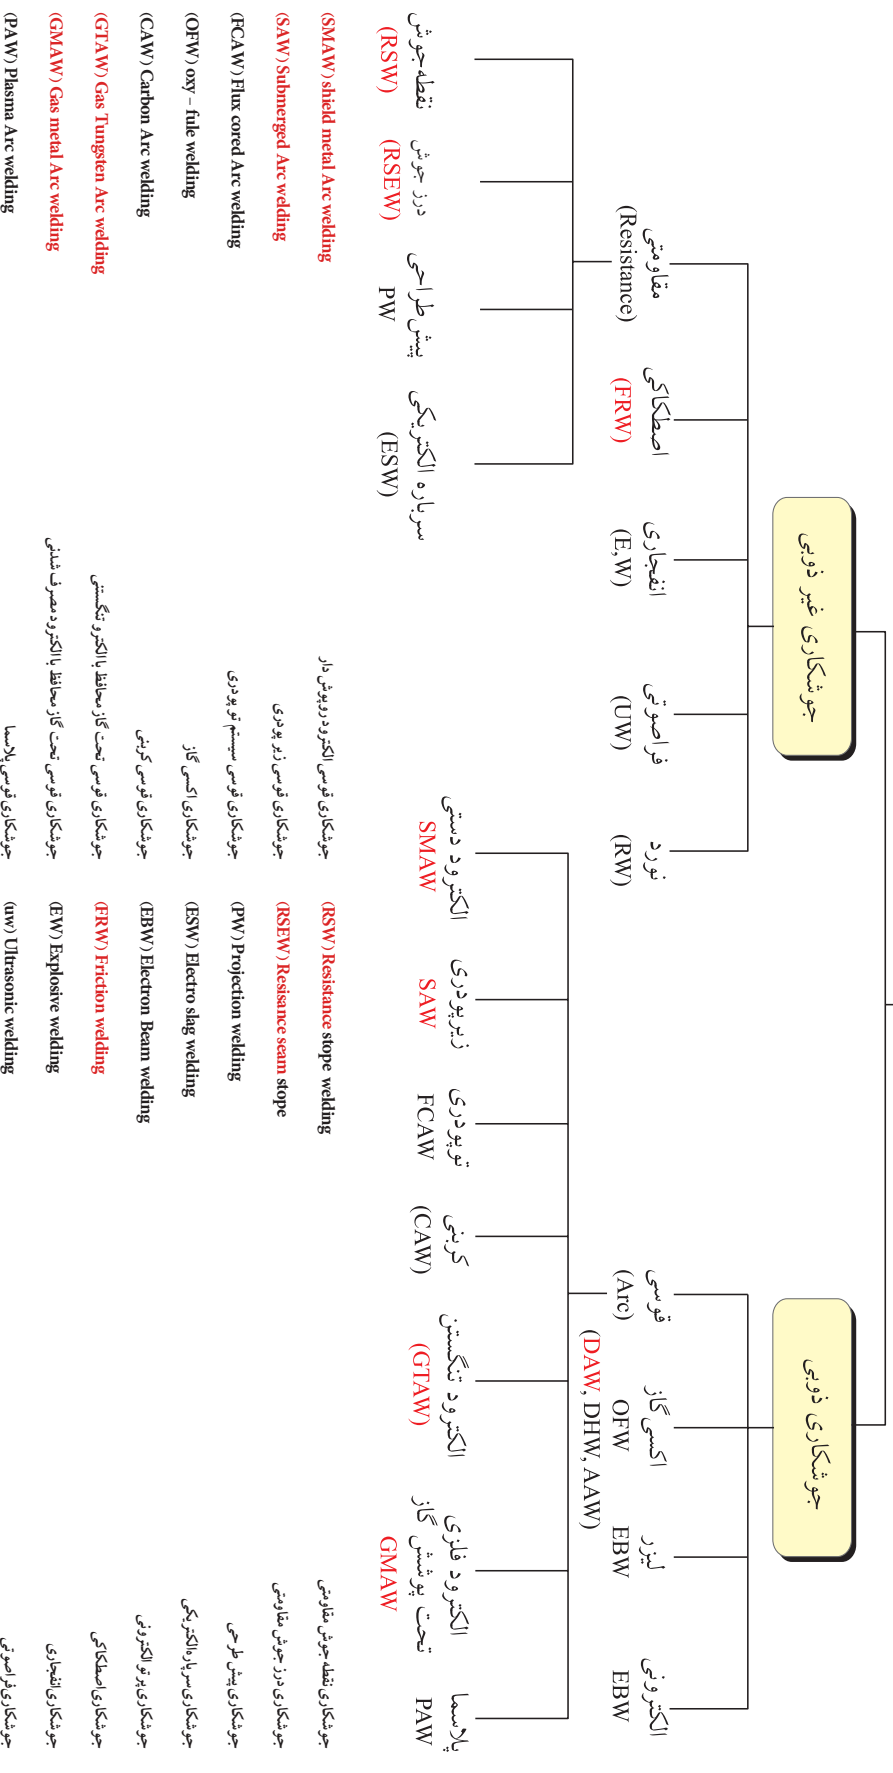 جوشکاری غیر ذوبی
جوشکاری ذوبی
مقاومتی
(Resistance)
اصطکاکی
(FRW)
انفجاری
(E,W)
فراصوتی
(UW)
نورد
(RW)
قوسی
(Arc)
اکسی گاز
OFW
لیزر
EBW
الکترونی
EBW
(DAW, DHW, AAW)
نقطه جوش
(RSW)
درز جوش
(RSEW)
پیش طراحی
PW
سرباره الکتریکی
(ESW)
الکترود دستی
SMAW
زیرپودری
SAW
توپودری
FCAW
کربنی
(CAW)
الکترود تنگستن
(GTAW)
الکترود فلزی
تحت پوشش گاز
GMAW
پلاسما
PAW
(SMAW) shield metal Arc welding جوشکاری قوسی الکترود روپوش دار
(SAW) Submerged Arc welding جوشکاری قوسی زیر پودری
(FCAW) Flux cored Arc welding جوشکاری قوسی سیستم تو پودری
(OFW) oxy – fule welding جوشکاری اکسی گاز
(CAW) Carbon Arc welding جوشکاری قوسی کربنی
(GTAW) Gas Tungsten Arc welding جوشکاری قوسی تحت گاز محافظ با الکترو تنگستنی
(GMAW) Gas metal Arc welding جوشکاری قوسی تحت گاز محافظ با الکترود مصرف شدنی
(PAW) Plasma Arc welding جوشکاری قوسی پلاسما
(RSW) Resistance stope welding جوشکاری نقطه جوش مقاومتی
(RSEW) Resisance seam stope جوشکاری درز جوش مقاومتی
(PW) Projection welding جوشکاری پیش طرحی
(ESW) Electro slag welding جوشکاری سرباره الکتریکی
(EBW) Electron Beam welding جوشکاری پرتو الکترونی
(FRW) Friction welding جوشکاری اصطکاکی
(EW) Explosive welding جوشکاری انفجاری
(uw) Ultrasonic welding جوشکاری فراصوتی